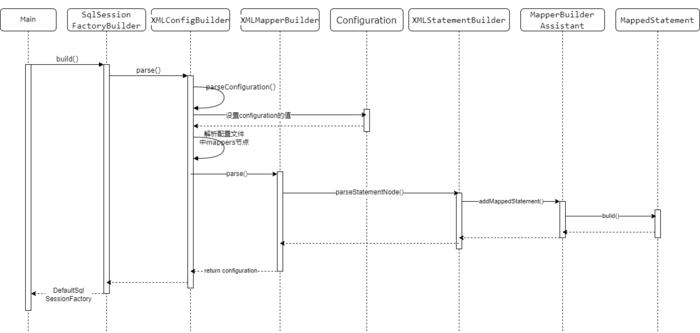 Main
SqlSession
FactoryBuilder
XMLConfigBuilder
XMLMapperBuilder
Configuration
XMLStatementBuilder
MapperBuilder
Assistant
MappedStatement
build()
parse()
parseConfiguration()
设置configuration的值
解析配置文件
中mappers节点
parse()
parseStatementNode()
addMappedStatement()
build()
return configuration
DefaultSql
SessionFactory